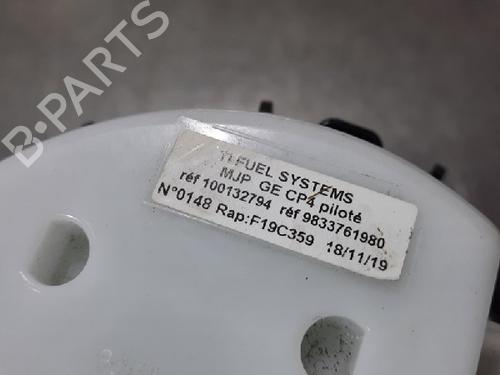 B-PARTS
TI FUEL SYSTEMS
MJP GE CP4 piloté
réf 100132794 réf 9833761980
N°0148 Rap:F19C359 18/11/19